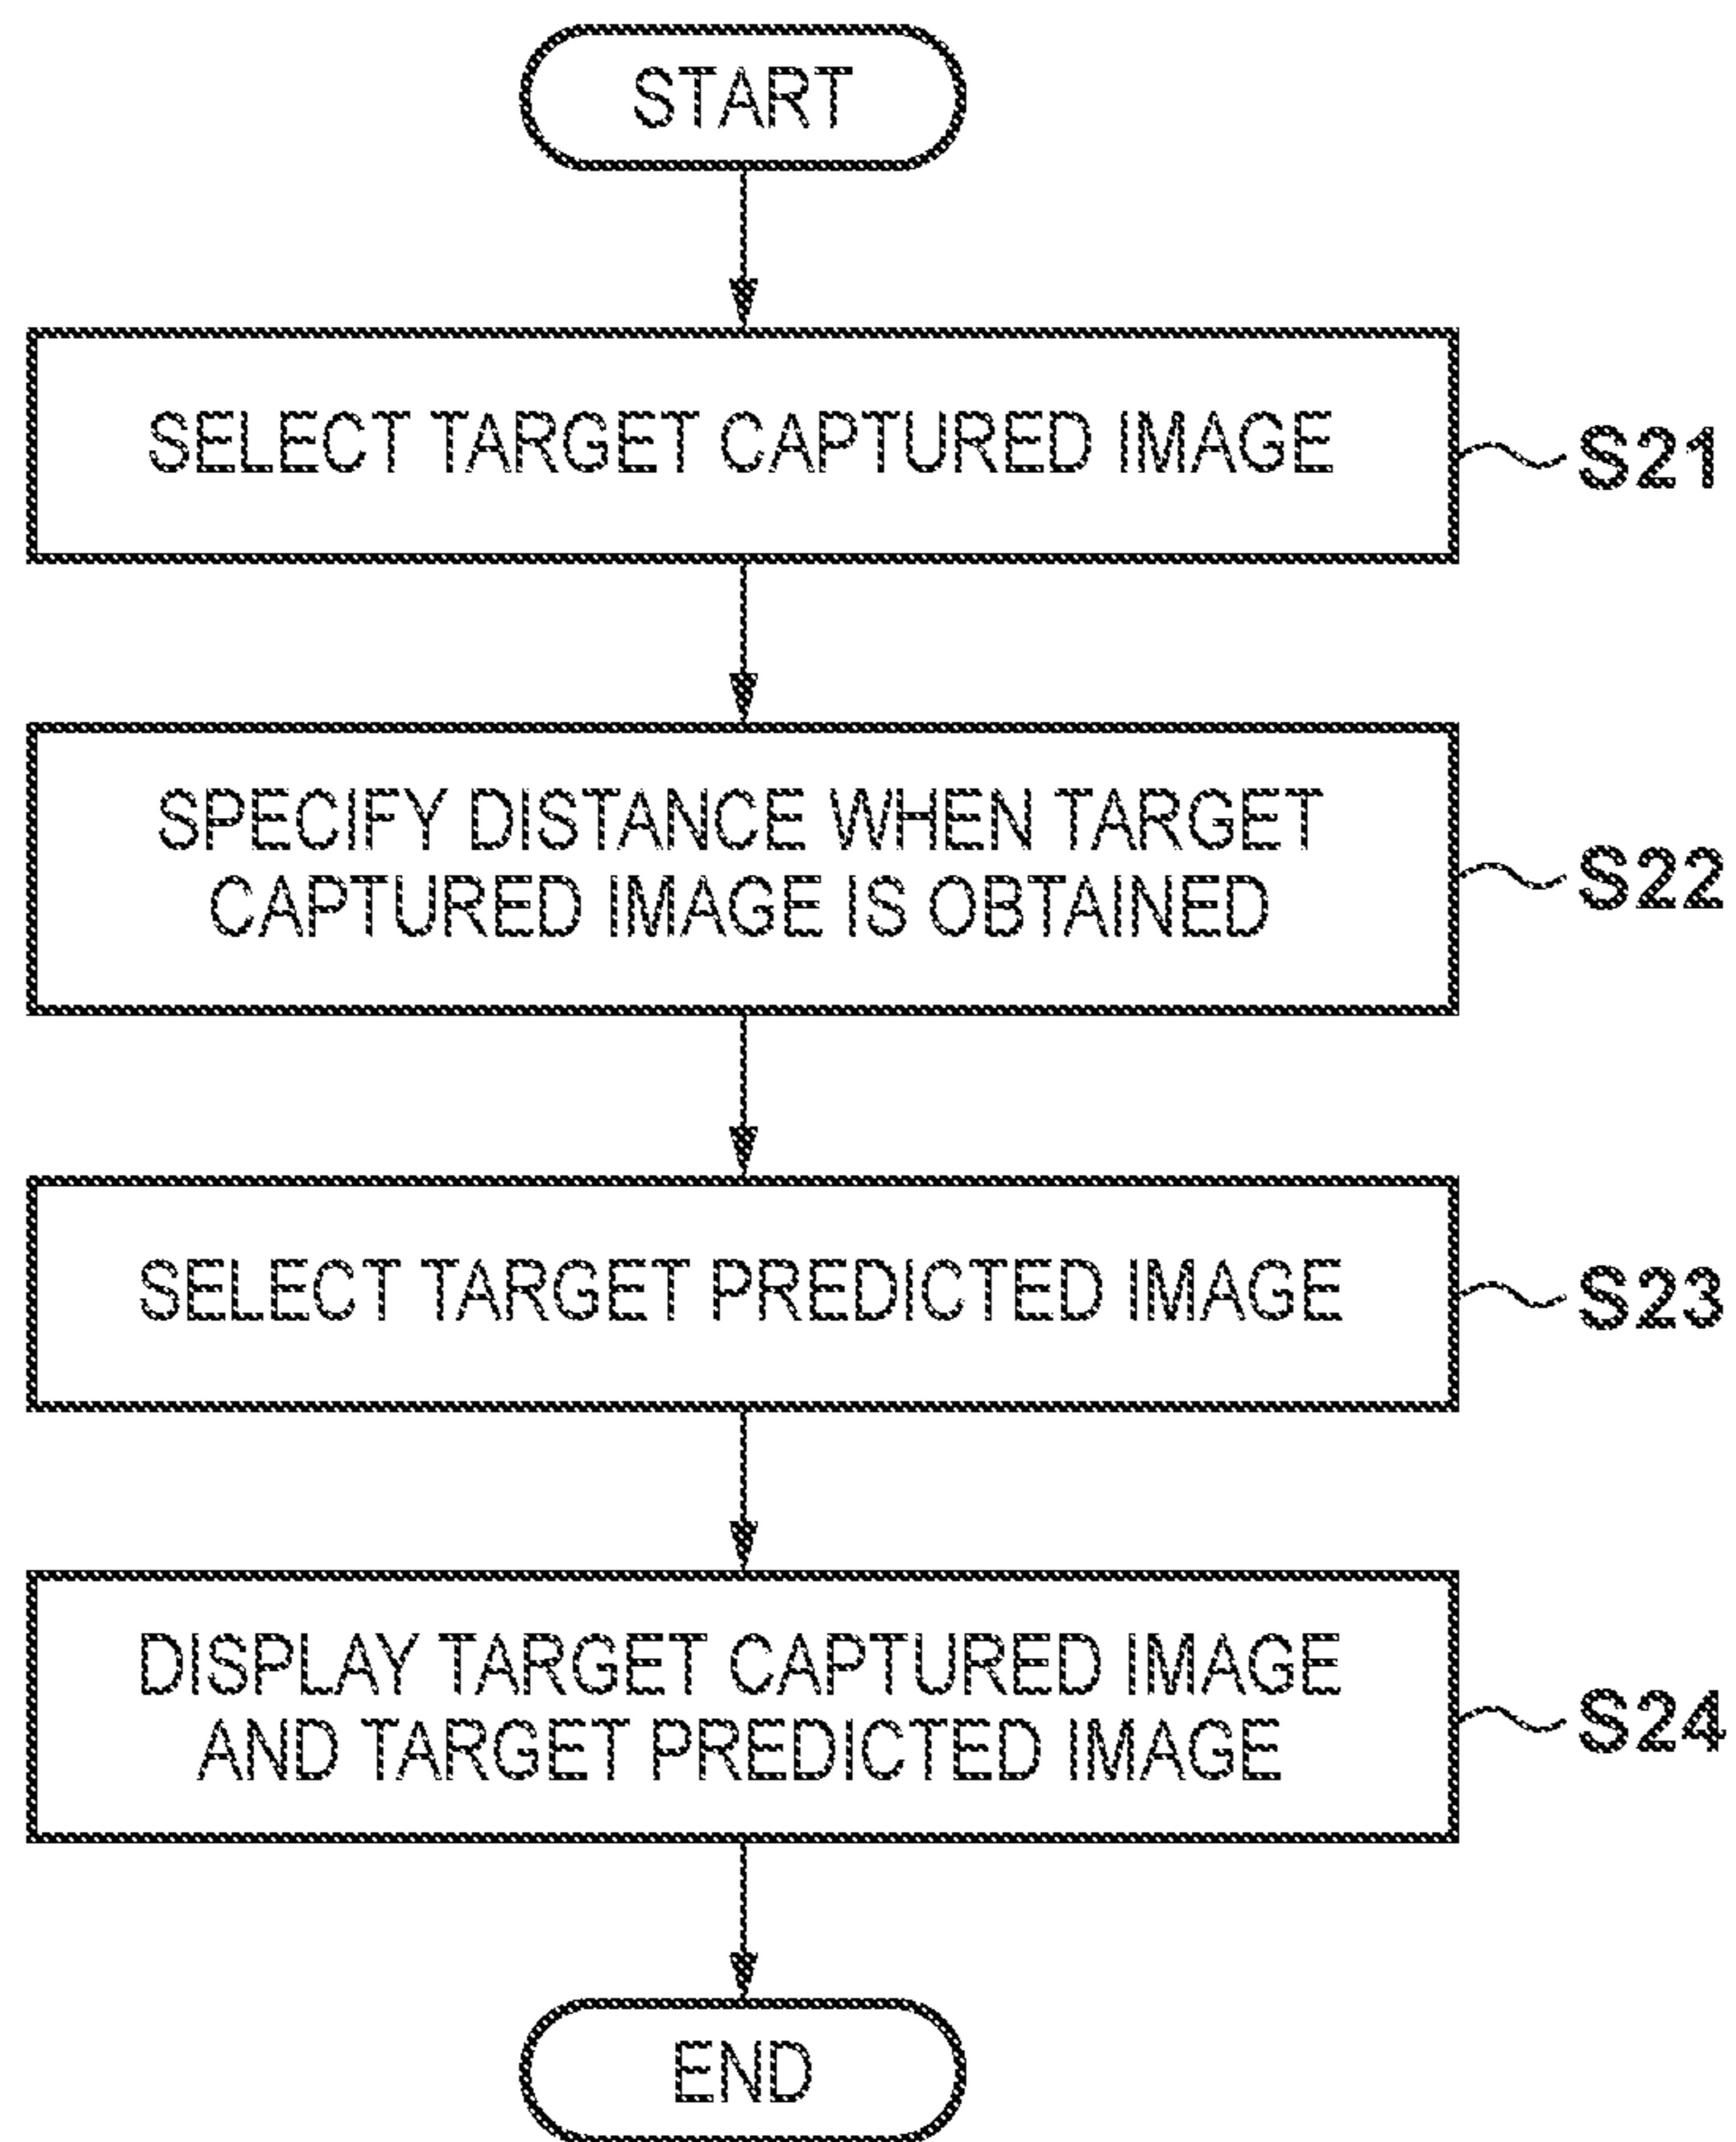 START
SELECT TARGET CAPTURED IMAGE
S21
SPECIFY DISTANCE WHEN TARGET
CAPTURED IMAGE IS OBTAINED
S22
SELECT TARGET PREDICTED IMAGE
S23
DISPLAY TARGET CAPTURED IMAGE
AND TARGET PREDICTED IMAGE
S24
END